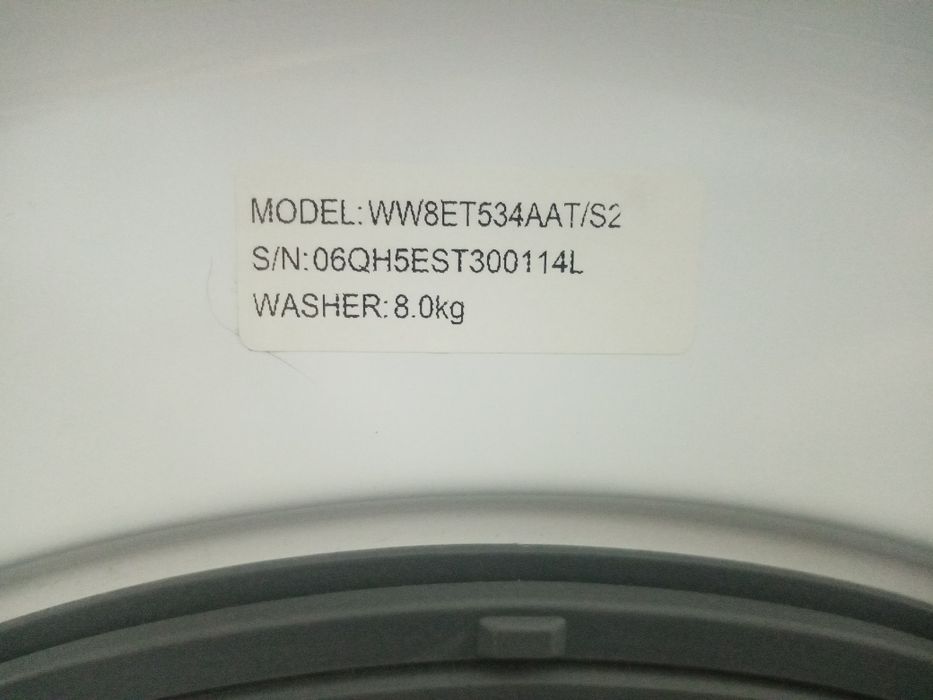 MODEL: WW8ET534AAT/S2
S/N: 06QH5EST300114L
WASHER: 8.0kg